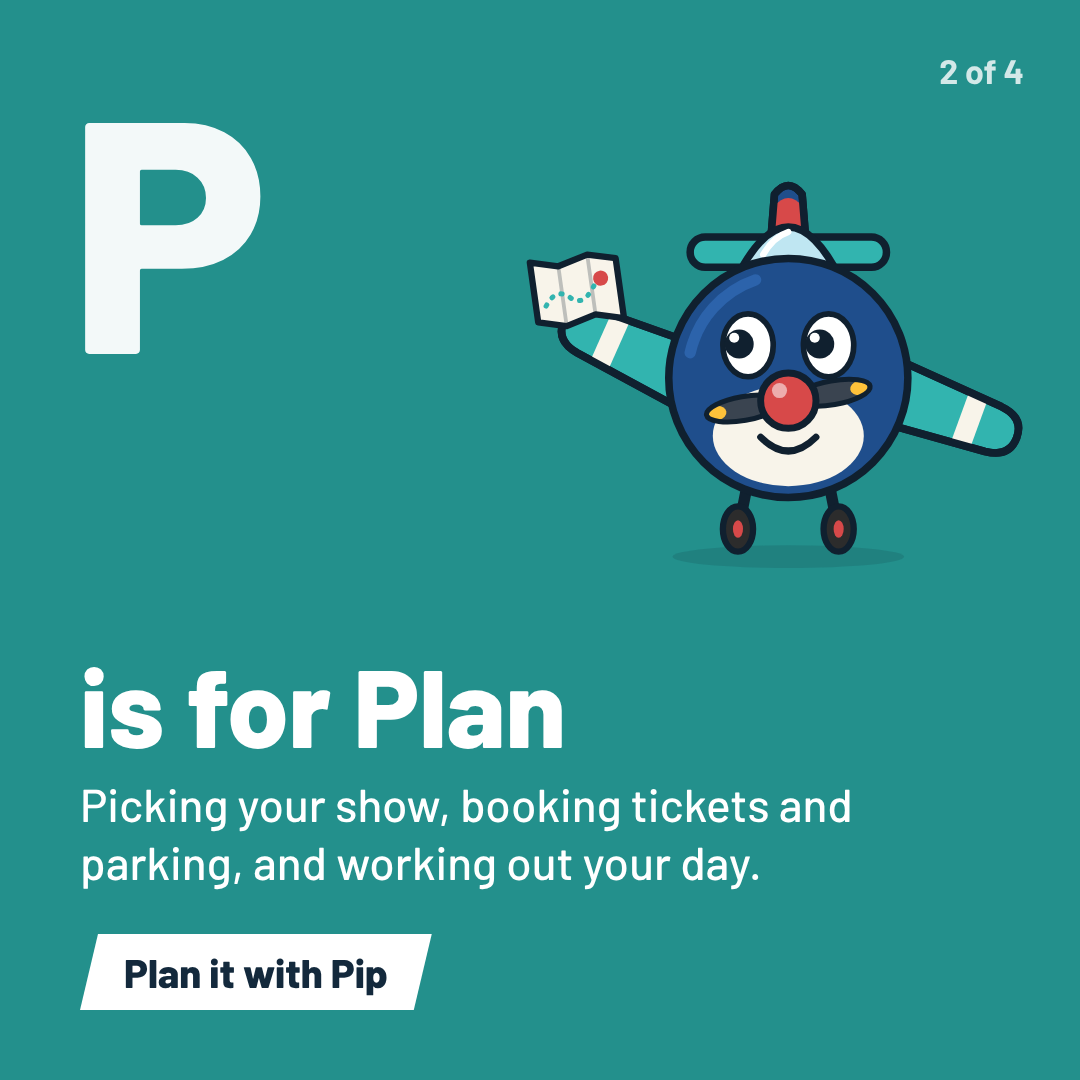 2 of 4
P
is for Plan
Picking your show, booking tickets and
parking, and working out your day.
Plan it with Pip